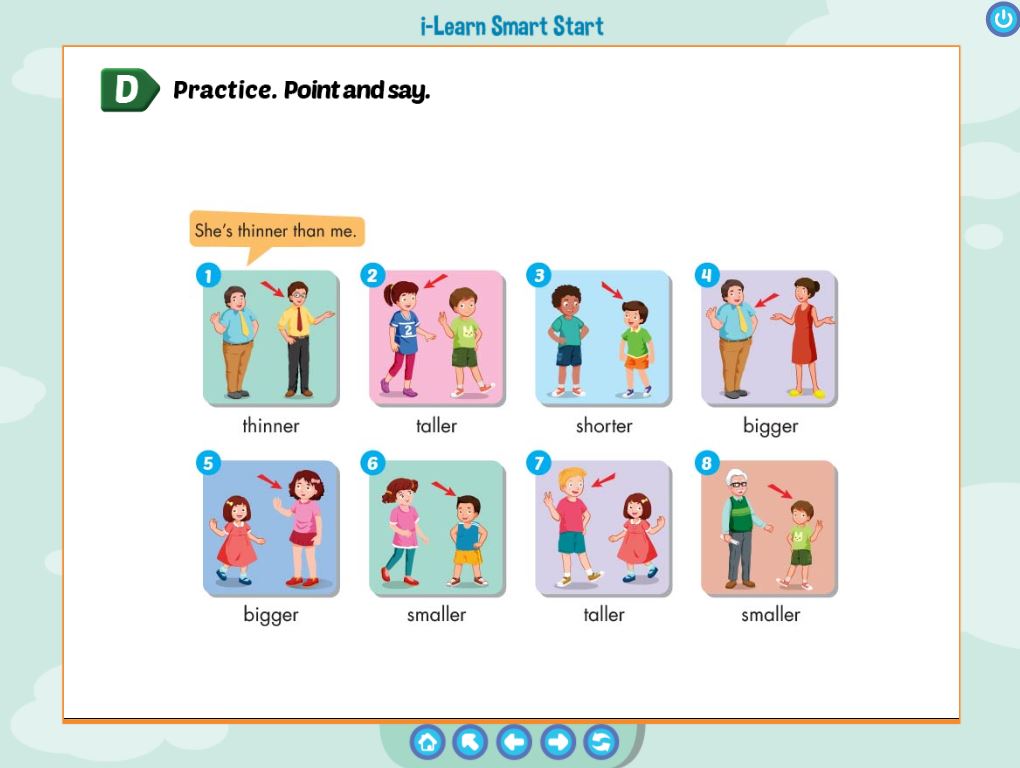 i-Learn Smart Start
D Practice. Point and say.
She's thinner than me.
1 2 3 4
2
thinner taller shorter bigger
5 6 7 8
bigger smaller taller smaller